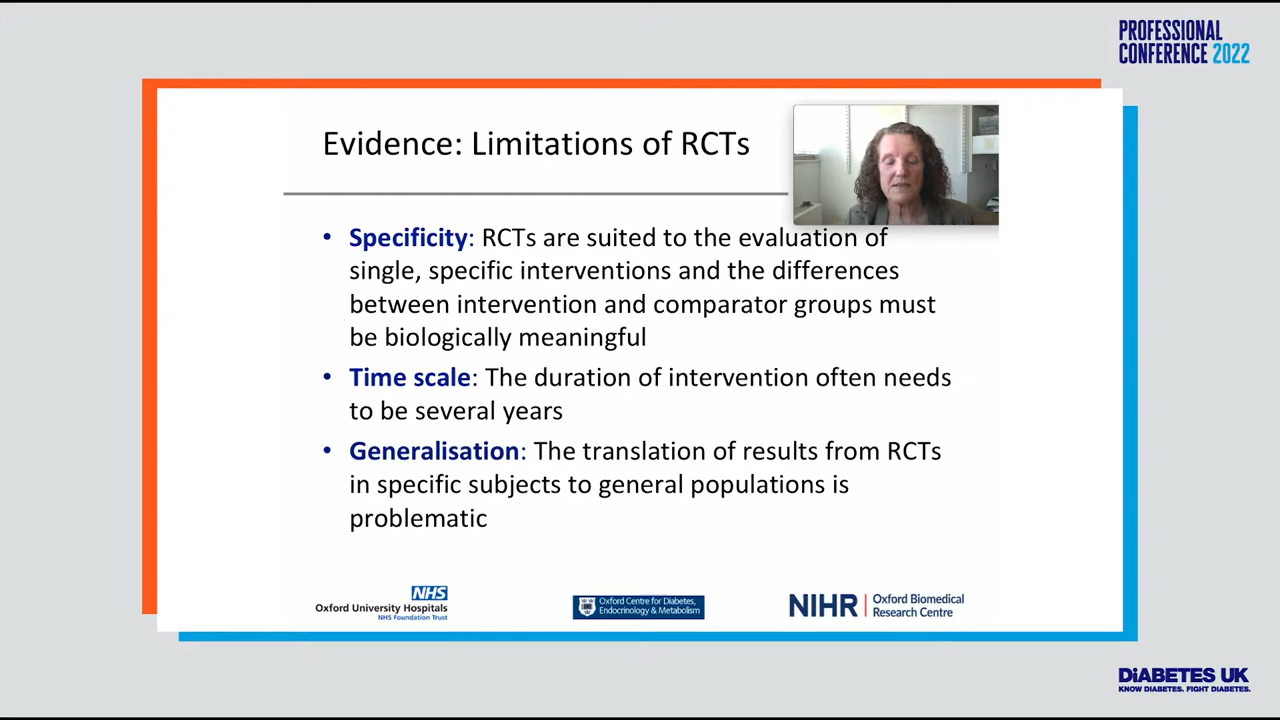 PROFESSIONAL
CONFERENCE 2022
Evidence: Limitations of RCTs
• Specificity: RCTs are suited to the evaluation of
single, specific interventions and the differences
between intervention and comparator groups must
be biologically meaningful
• Time scale: The duration of intervention often needs
to be several years
• Generalisation: The translation of results from RCTs
in specific subjects to general populations is
problematic
NHS
Oxford University Hospitals
NHS Foundation Trust
Oxford Centre for Diabetes,
Endocrinology & Metabolism
NIHR | Oxford Biomedical
Research Centre
DiABETES UK
KNOW DIABETES. FIGHT DIABETES.